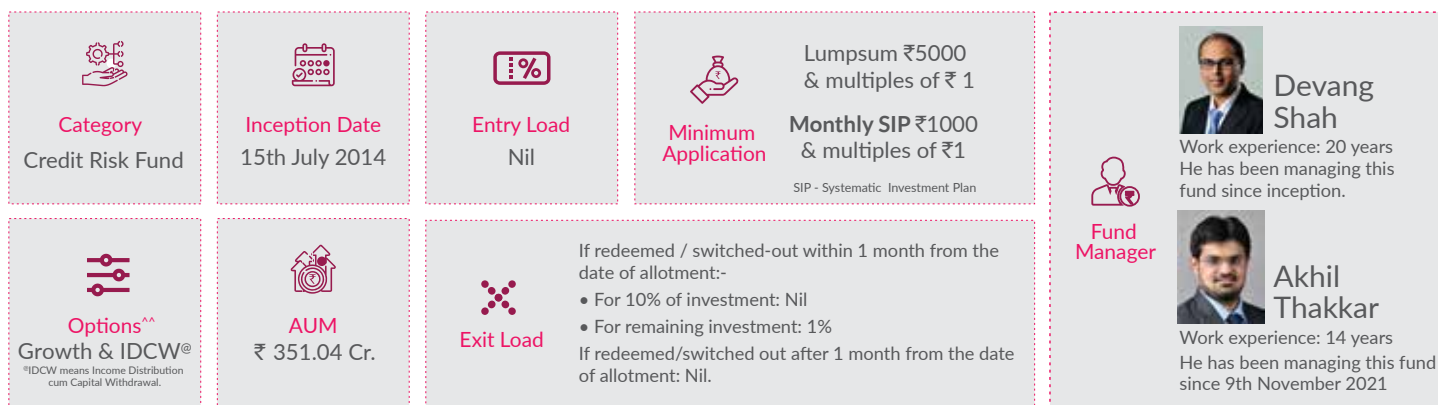 Category
Credit Risk Fund
Inception Date
15th July 2014
Entry Load
Nil
Minimum
Application
Lumpsum ₹5000
& multiples of ₹ 1
Monthly SIP ₹1000
& multiples of ₹1
SIP - Systematic Investment Plan
Options^^
Growth & IDCW@
@IDCW means Income Distribution
cum Capital Withdrawal.
AUM
₹ 351.04 Cr.
Exit Load
If redeemed / switched-out within 1 month from the
date of allotment:-
• For 10% of investment: Nil
• For remaining investment: 1%
If redeemed/switched out after 1 month from the date
of allotment: Nil.
Fund
Manager
Devang
Shah
Work experience: 20 years
He has been managing this
fund since inception.
Akhil
Thakkar
Work experience: 14 years
He has been managing this fund
since 9th November 2021